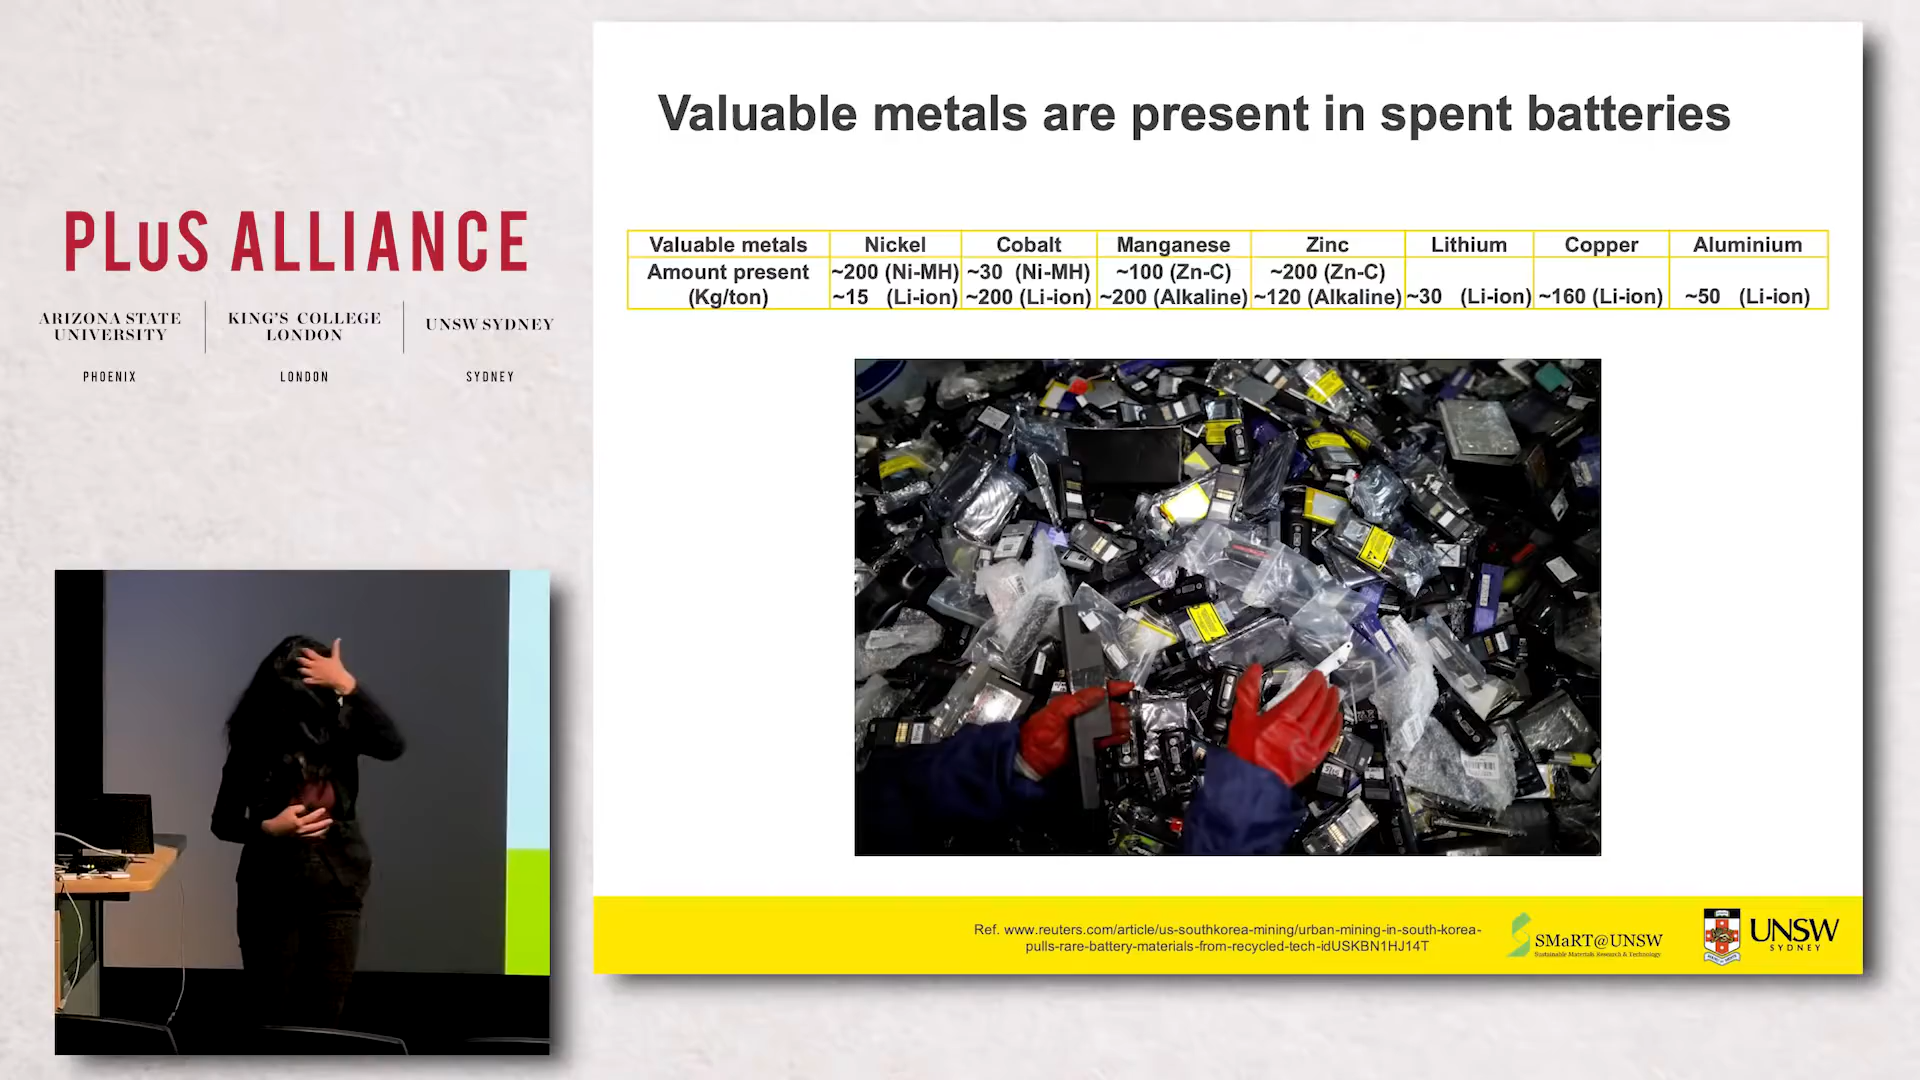 PLuS ALLIANCE
ARIZONA STATE UNIVERSITY
KING'S COLLEGE LONDON
UNSW SYDNEY
PHOENIX
LONDON
SYDNEY
Valuable metals are present in spent batteries
Valuable metals Nickel Cobalt Manganese Zinc Lithium Copper Aluminium
Amount present ~200 (Ni-MH) ~30 (Ni-MH) ~100 (Zn-C) ~200 (Zn-C)
(Kg/ton) ~15 (Li-ion) ~200 (Li-ion) ~200 (Alkaline) ~120 (Alkaline) ~30 (Li-ion) ~160 (Li-ion) ~50 (Li-ion)
Ref. www.reuters.com/article/us-southkorea-mining/urban-mining-in-south-korea-
pulls-rare-battery-materials-from-recycled-tech-idUSKBN1HJ14T
SMaRT@UNSW
Sustainable Materials Research & Technology
UNSW
SYDNEY